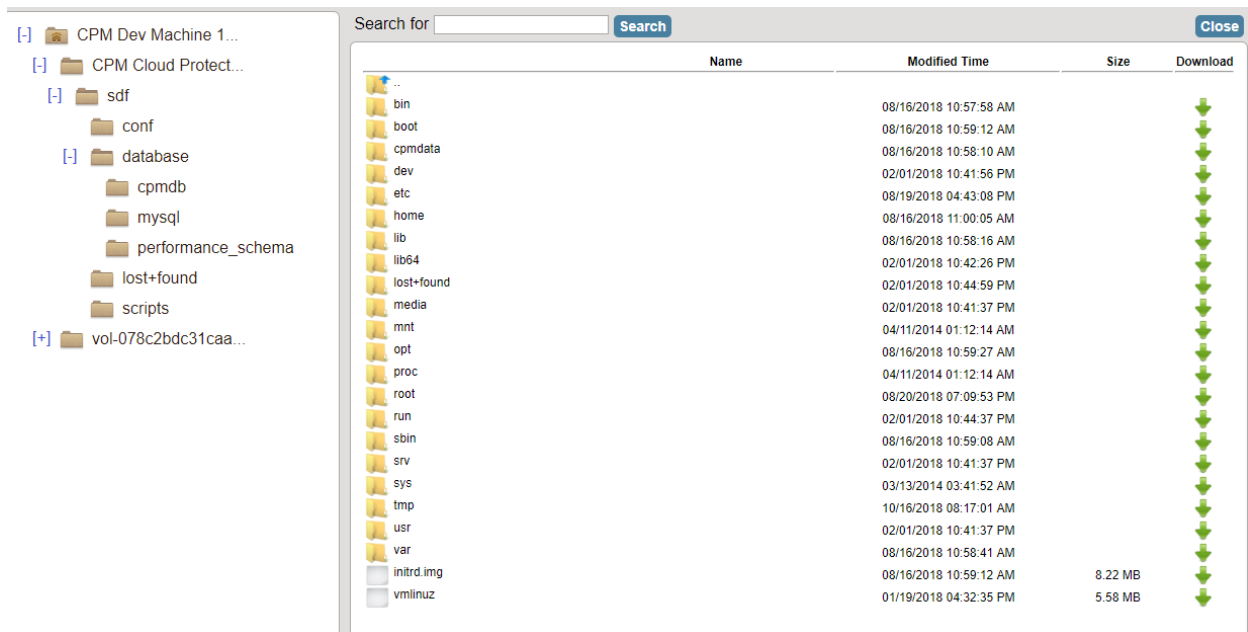 [-] CPM Dev Machine 1...
[-] CPM Cloud Protect...
[-] sdf
conf
[-] database
cpmdb
mysql
performance_schema
lost+found
scripts
[+] vol-078c2bdc31caa...
Search for Search Close
Name Modified Time Size Download
..
bin 08/16/2018 10:57:58 AM
boot 08/16/2018 10:59:12 AM
cpmdata 08/16/2018 10:58:10 AM
dev 02/01/2018 10:41:56 PM
etc 08/19/2018 04:43:08 PM
home 08/16/2018 11:00:05 AM
lib 08/16/2018 10:58:16 AM
lib64 02/01/2018 10:42:26 PM
lost+found 02/01/2018 10:44:59 PM
media 02/01/2018 10:41:37 PM
mnt 04/11/2014 01:12:14 AM
opt 08/16/2018 10:59:27 AM
proc 04/11/2014 01:12:14 AM
root 08/20/2018 07:09:53 PM
run 02/01/2018 10:44:37 PM
sbin 08/16/2018 10:59:08 AM
srv 02/01/2018 10:41:37 PM
sys 03/13/2014 03:41:52 AM
tmp 10/16/2018 08:17:01 AM
usr 02/01/2018 10:41:37 PM
var 08/16/2018 10:58:41 AM
initrd.img 08/16/2018 10:59:12 AM 8.22 MB
vmlinuz 01/19/2018 04:32:35 PM 5.58 MB